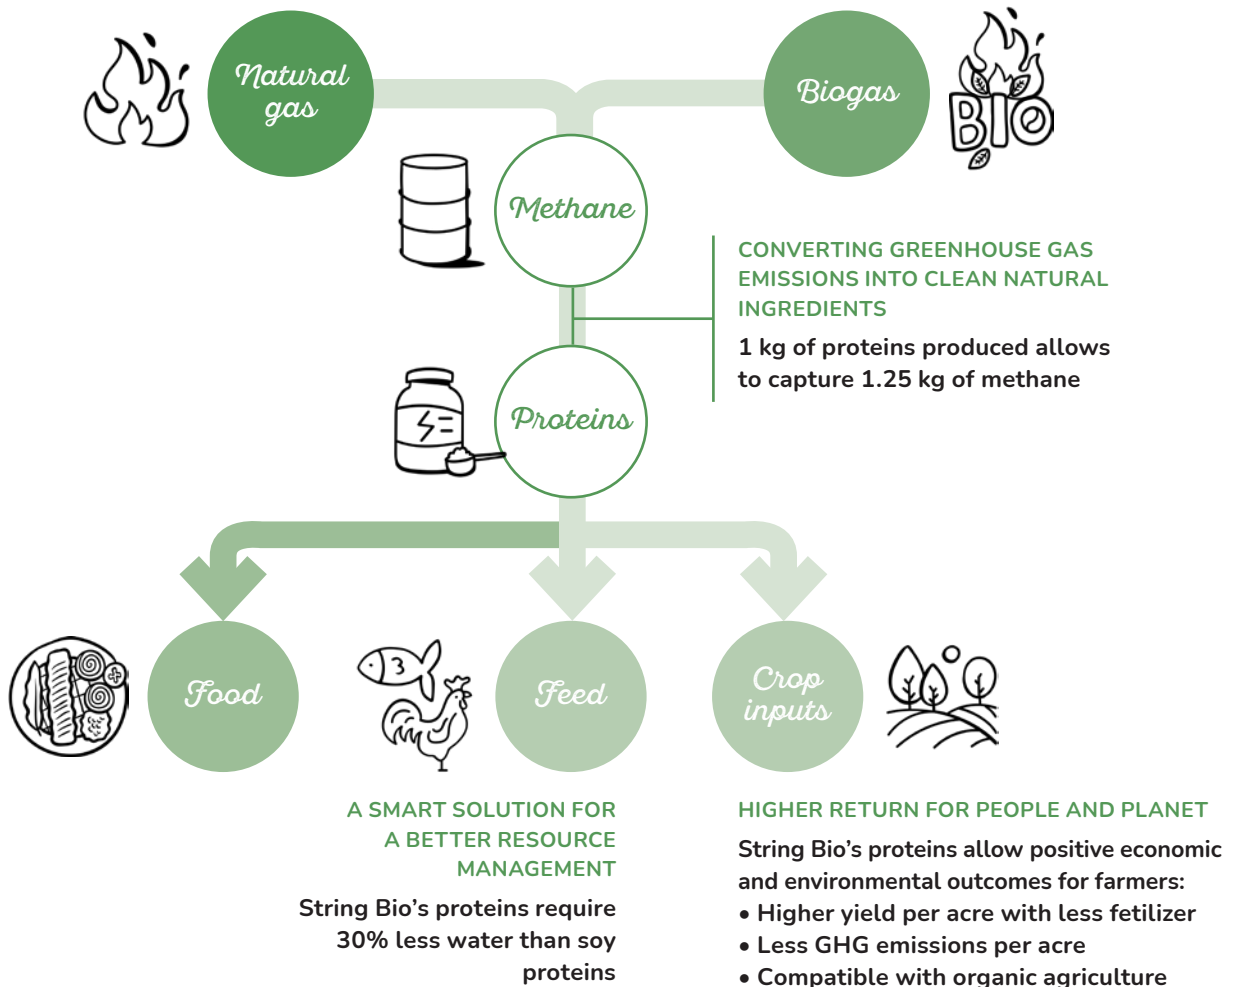 Natural
gas
Biogas
BIO
Methane
CONVERTING GREENHOUSE GAS
EMISSIONS INTO CLEAN NATURAL
INGREDIENTS
1 kg of proteins produced allows
to capture 1.25 kg of methane
Proteins
Food
Feed
Crop
inputs
A SMART SOLUTION FOR
A BETTER RESOURCE
MANAGEMENT
String Bio’s proteins require
30% less water than soy
proteins
HIGHER RETURN FOR PEOPLE AND PLANET
String Bio’s proteins allow positive economic
and environmental outcomes for farmers:
• Higher yield per acre with less fetilizer
• Less GHG emissions per acre
• Compatible with organic agriculture